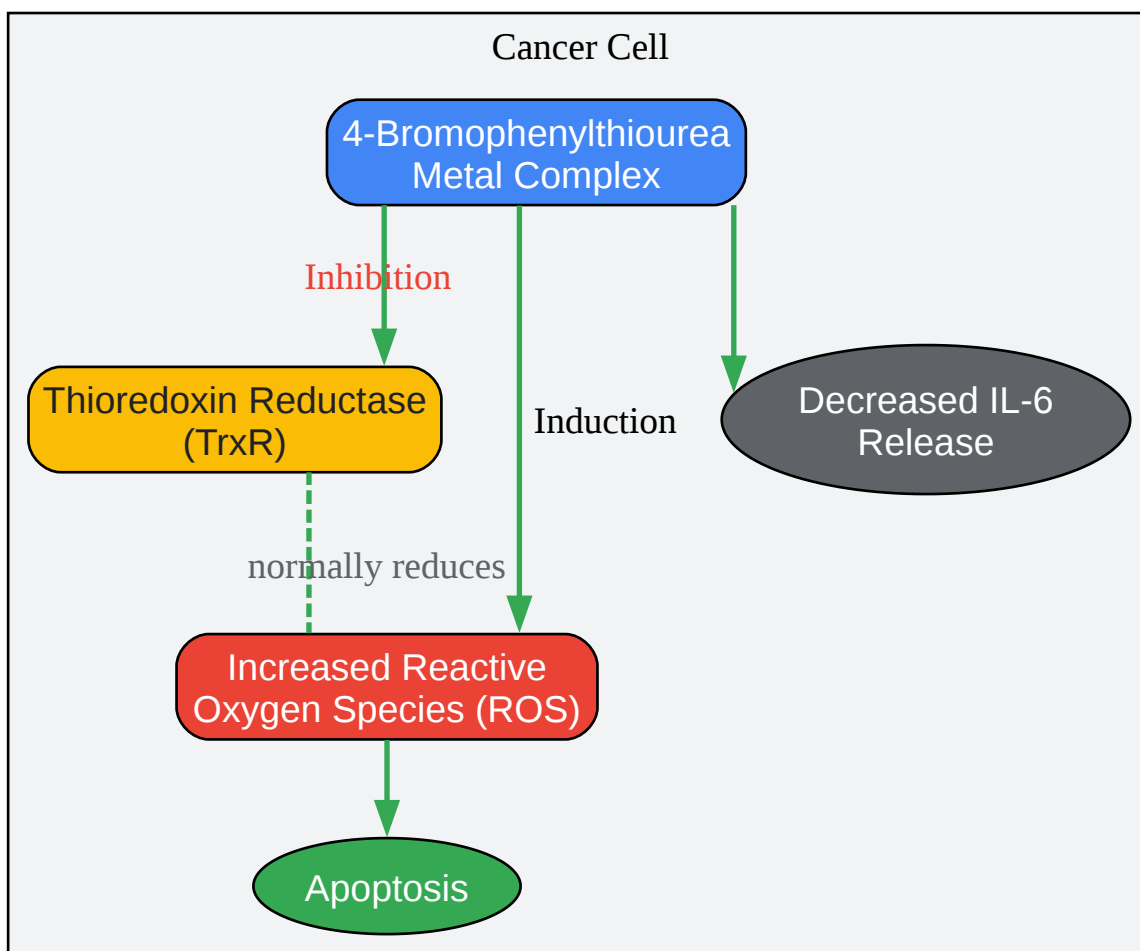 Cancer Cell
4-Bromophenylthiourea
Metal Complex
Inhibition
Thioredoxin Reductase
(TrxR)
Induction
Decreased IL-6
Release
normally reduces
Increased Reactive
Oxygen Species (ROS)
Apoptosis